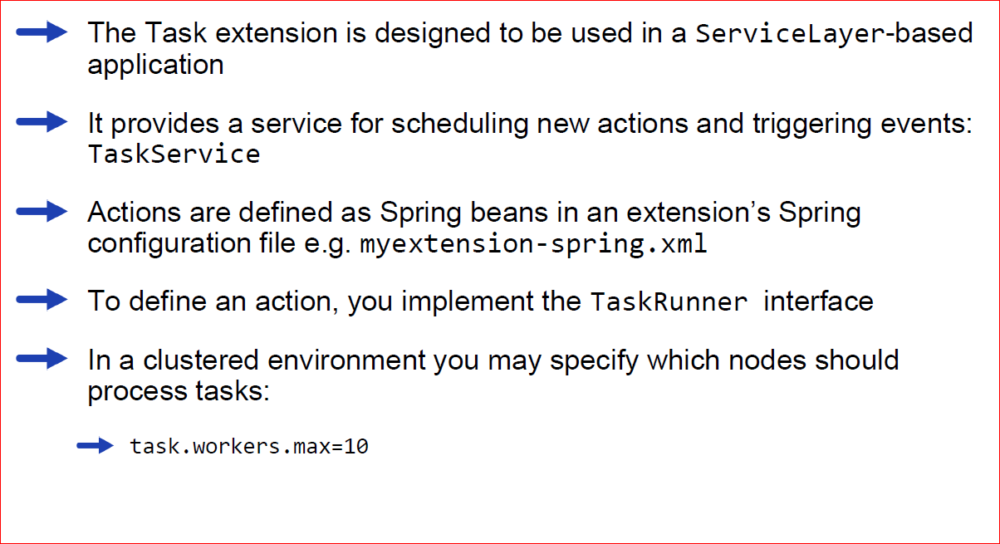 The Task extension is designed to be used in a ServiceLayer-based
application
It provides a service for scheduling new actions and triggering events:
TaskService
Actions are defined as Spring beans in an extension’s Spring
configuration file e.g. myextension-spring.xml
To define an action, you implement the TaskRunner interface
In a clustered environment you may specify which nodes should
process tasks:
task.workers.max=10